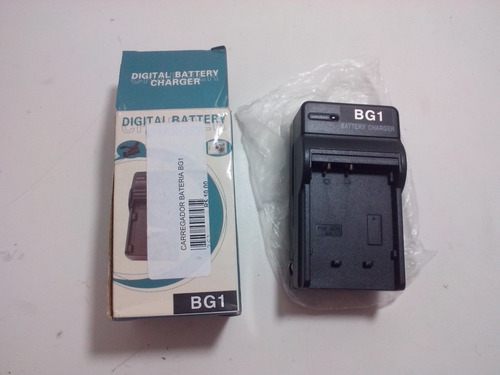 DIGITAL BATTERY
CHARGER
DIGITAL BATTERY
CARREGADOR BATERIA BG1
BG1
BG1
BATTERY CHARGER